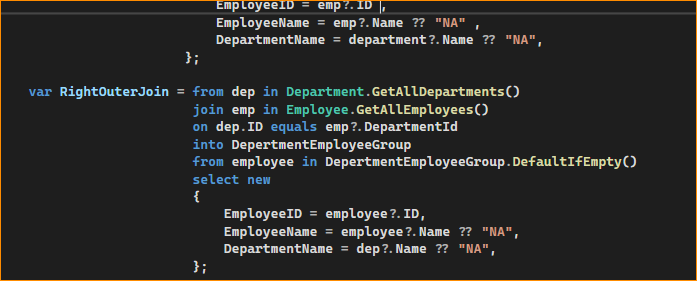 EmployeeID = emp?.ID ,
EmployeeName = emp?.Name ?? "NA" ,
DepartmentName = department?.Name ?? "NA",
};
var RightOuterJoin = from dep in Department.GetAllDepartments()
join emp in Employee.GetAllEmployees()
on dep.ID equals emp?.DepartmentId
into DepertmentEmployeeGroup
from employee in DepertmentEmployeeGroup.DefaultIfEmpty()
select new
{
EmployeeID = employee?.ID,
EmployeeName = employee?.Name ?? "NA",
DepartmentName = dep?.Name ?? "NA",
};